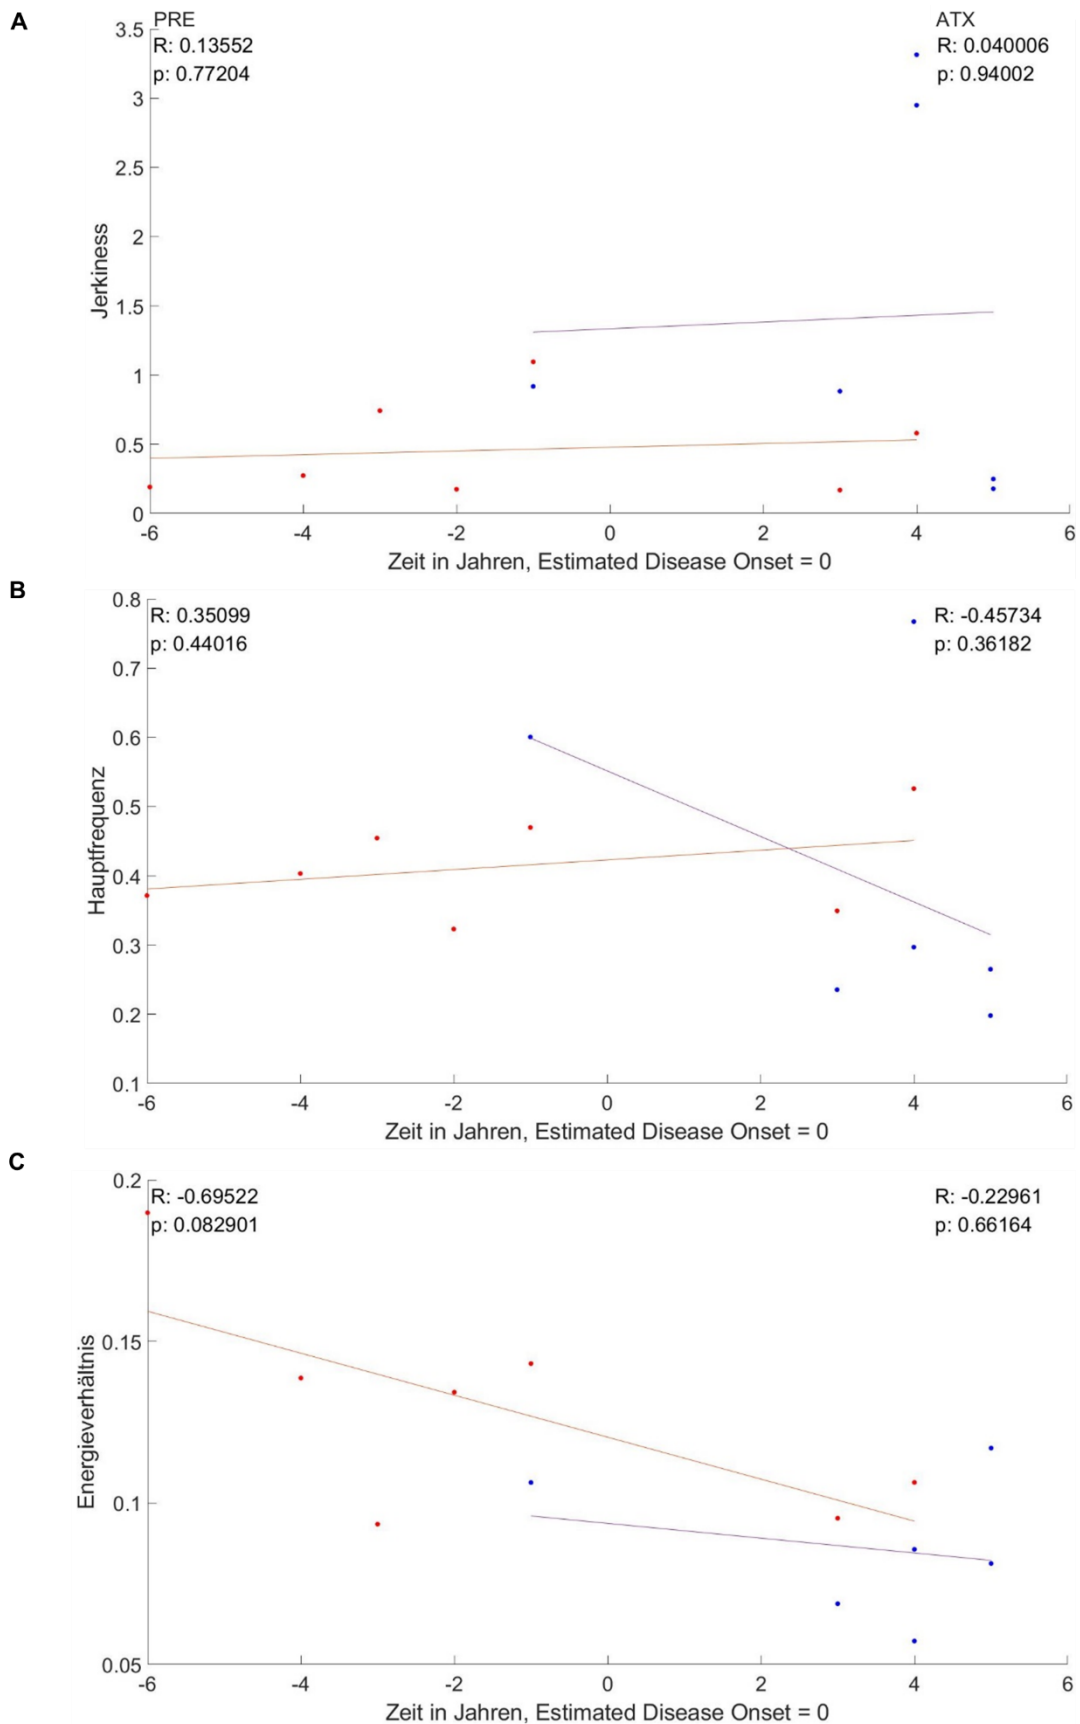 A
PRE
R: 0.13552
p: 0.77204
ATX
R: 0.040006
p: 0.94002
3.5
3
2.5
2
1.5
1
0.5
0
Jerkiness
-6 -4 -2 0 2 4 6
Zeit in Jahren, Estimated Disease Onset = 0
B
R: 0.35099
p: 0.44016
R: -0.45734
p: 0.36182
0.8
0.7
0.6
0.5
0.4
0.3
0.2
0.1
Hauptfrequenz
-6 -4 -2 0 2 4 6
Zeit in Jahren, Estimated Disease Onset = 0
C
R: -0.69522
p: 0.082901
R: -0.22961
p: 0.66164
0.2
0.15
0.1
0.05
Energieverhältnis
-6 -4 -2 0 2 4 6
Zeit in Jahren, Estimated Disease Onset = 0